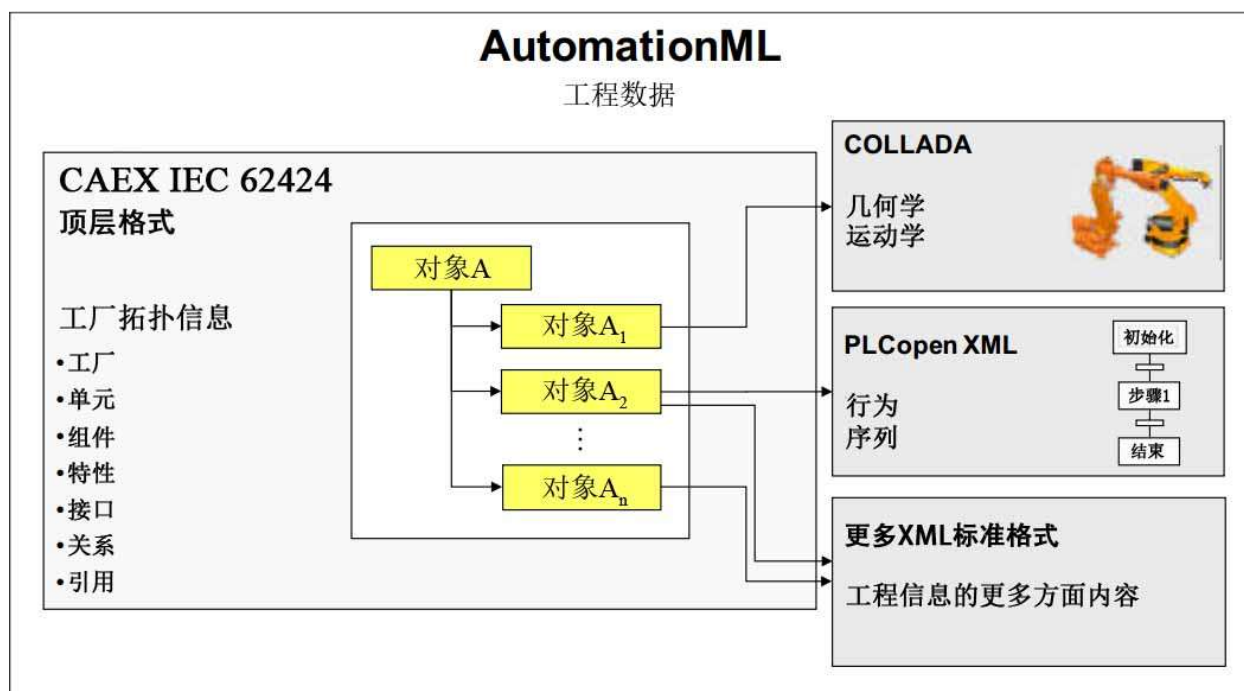 AutomationML
工程数据
CAEX IEC 62424
顶层格式
工厂拓扑信息
•工厂
•单元
•组件
•特性
•接口
•关系
•引用
对象A
对象A₁
对象A₂
⋮
对象Aₙ
COLLADA
几何学
运动学
PLCopen XML
行为
序列
初始化
步骤1
结束
更多XML标准格式
工程信息的更多方面内容